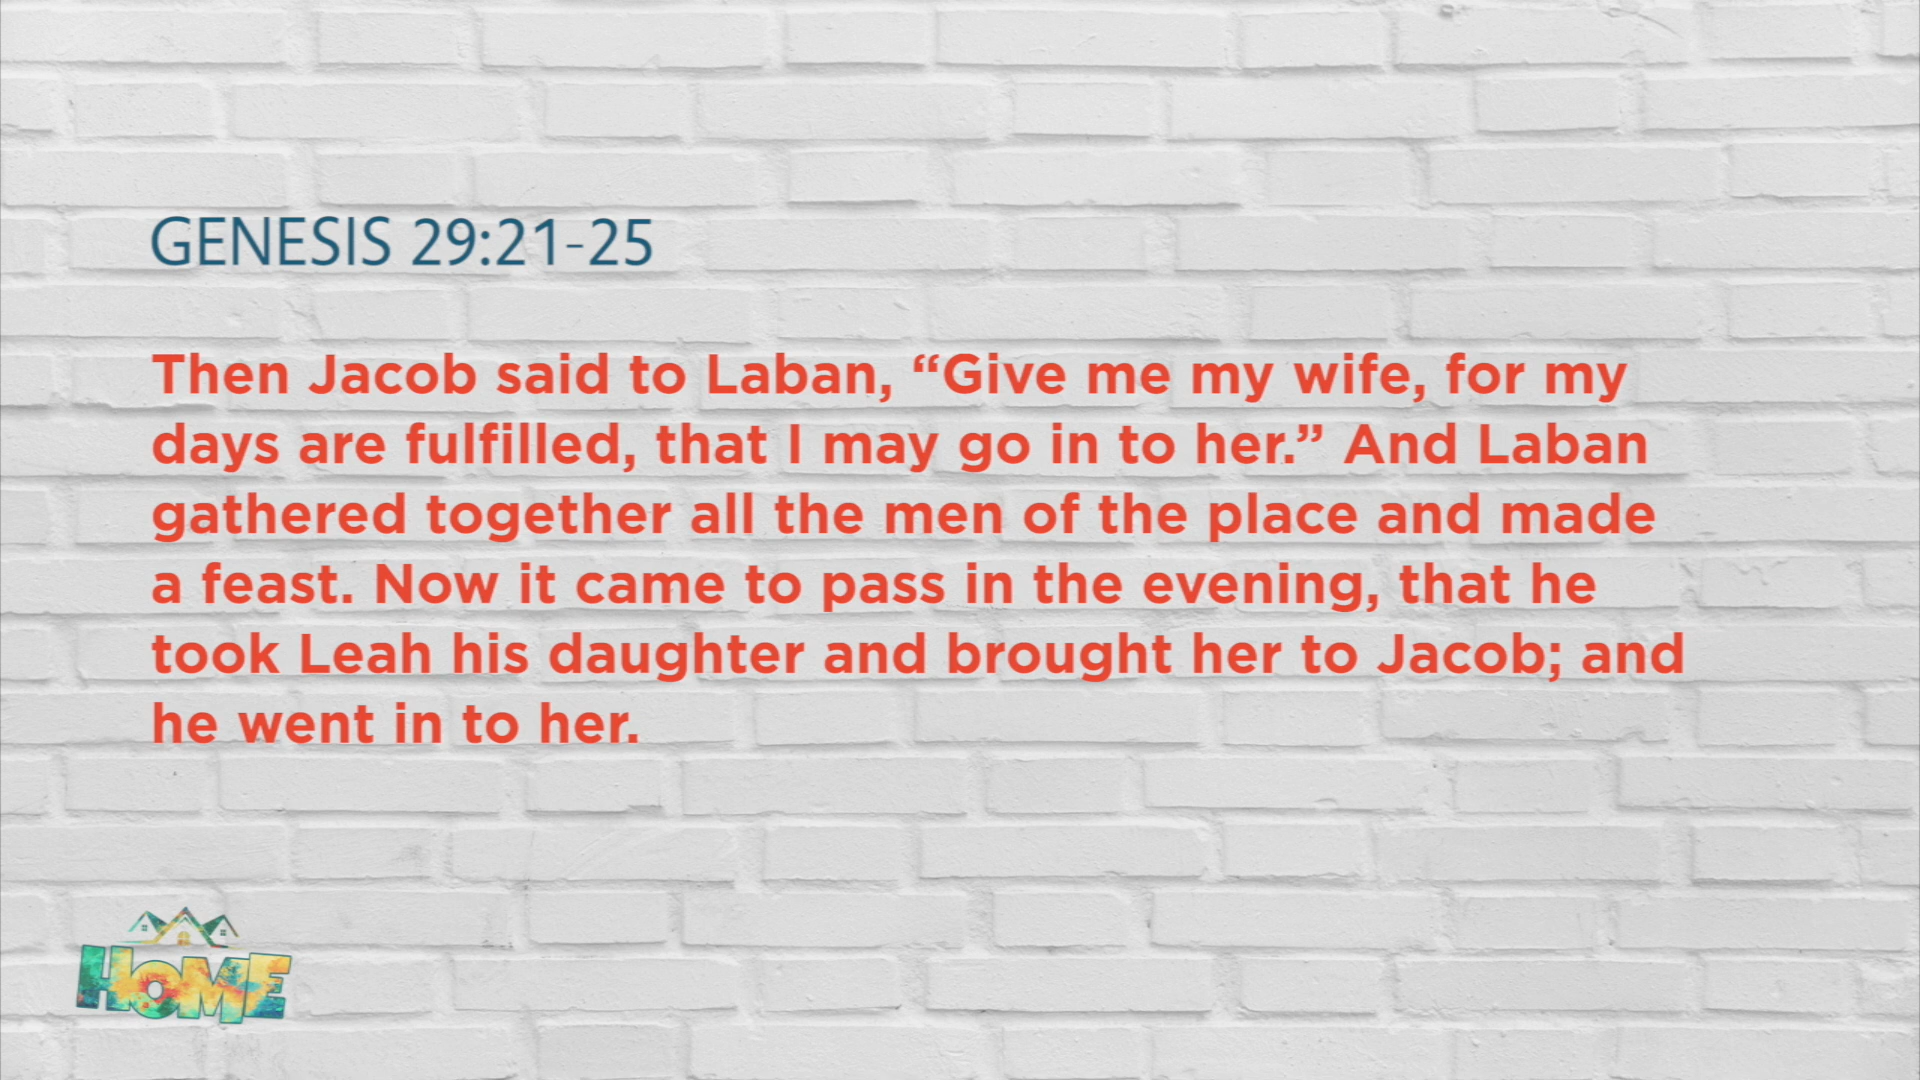 GENESIS 29:21-25
Then Jacob said to Laban, “Give me my wife, for my
days are fulfilled, that I may go in to her.” And Laban
gathered together all the men of the place and made
a feast. Now it came to pass in the evening, that he
took Leah his daughter and brought her to Jacob; and
he went in to her.
HOME